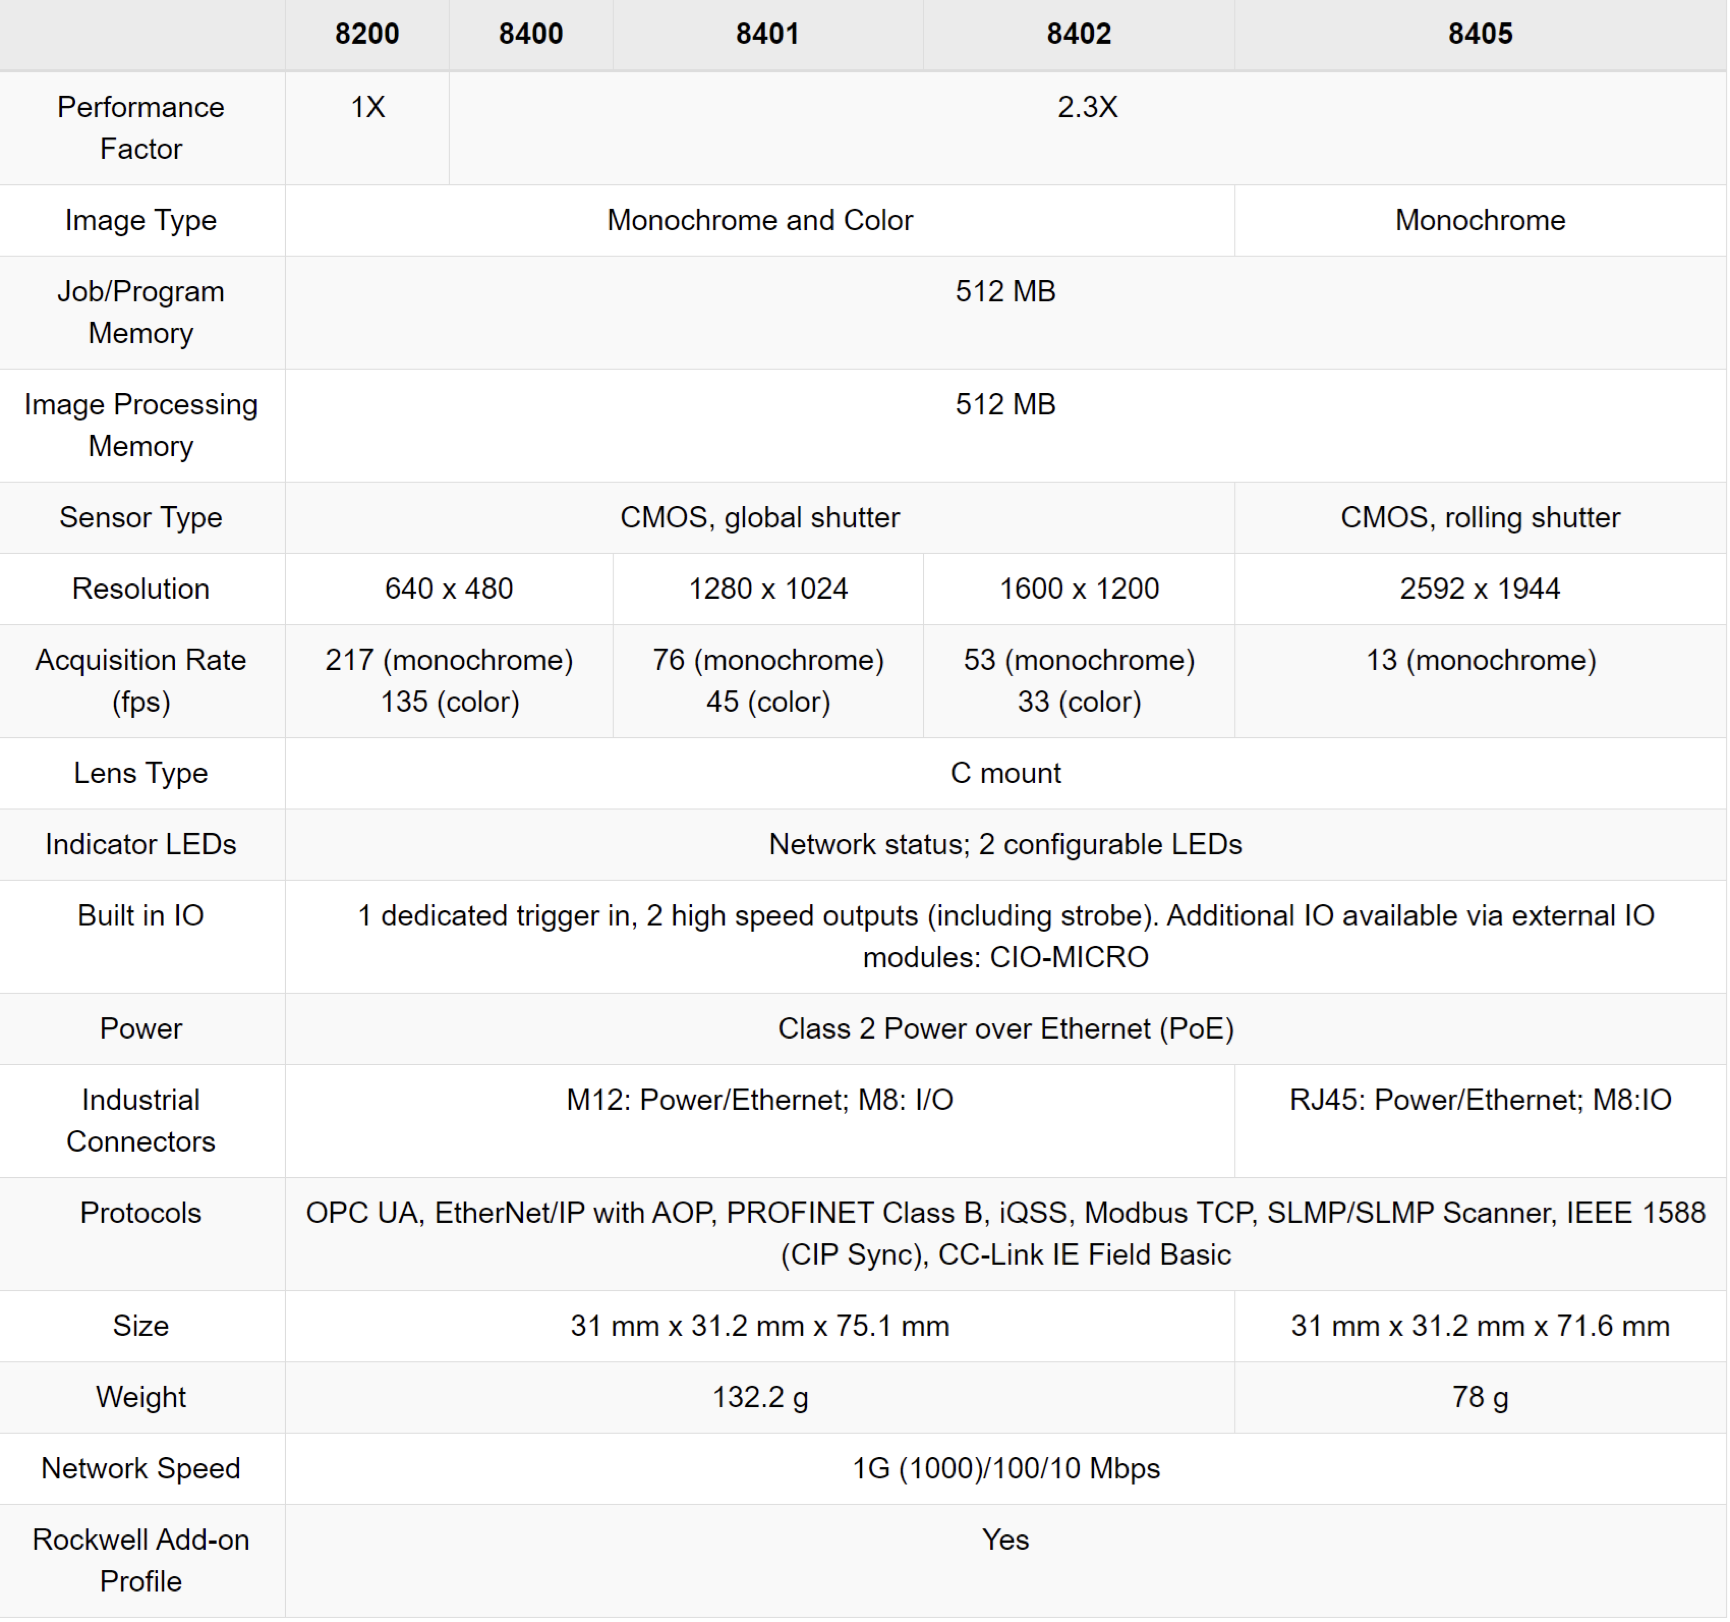 8200 8400 8401 8402 8405
Performance 1X 2.3X
Factor
Image Type Monochrome and Color Monochrome
Job/Program 512 MB
Memory
Image Processing 512 MB
Memory
Sensor Type CMOS, global shutter CMOS, rolling shutter
Resolution 640 x 480 1280 x 1024 1600 x 1200 2592 x 1944
Acquisition Rate 217 (monochrome) 76 (monochrome) 53 (monochrome) 13 (monochrome)
(fps) 135 (color) 45 (color) 33 (color)
Lens Type C mount
Indicator LEDs Network status; 2 configurable LEDs
Built in IO 1 dedicated trigger in, 2 high speed outputs (including strobe). Additional IO available via external IO
modules: CIO-MICRO
Power Class 2 Power over Ethernet (PoE)
Industrial M12: Power/Ethernet; M8: I/O RJ45: Power/Ethernet; M8:IO
Connectors
Protocols OPC UA, EtherNet/IP with AOP, PROFINET Class B, iQSS, Modbus TCP, SLMP/SLMP Scanner, IEEE 1588
(CIP Sync), CC-Link IE Field Basic
Size 31 mm x 31.2 mm x 75.1 mm 31 mm x 31.2 mm x 71.6 mm
Weight 132.2 g 78 g
Network Speed 1G (1000)/100/10 Mbps
Rockwell Add-on Yes
Profile